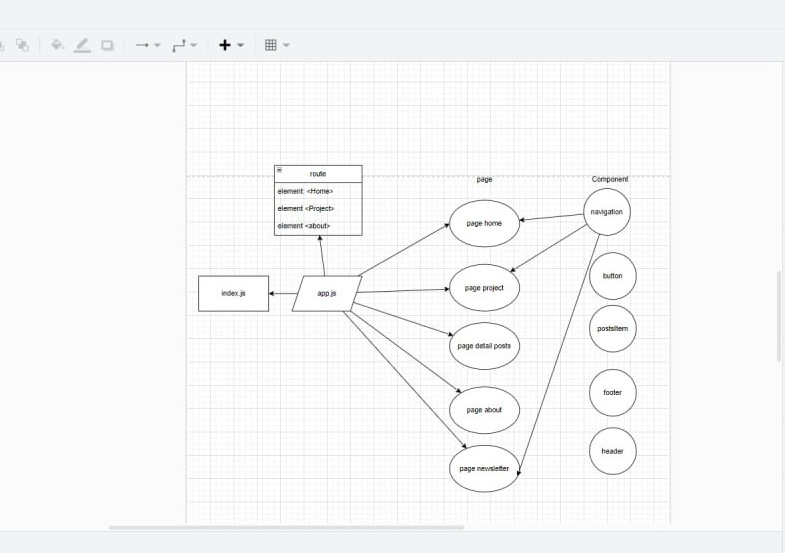 route
element: <Home>
element <Project>
element <about>
index.js
app.js
page
page home
page project
page detail posts
page about
page newsletter
Component
navigation
button
postsItem
footer
header